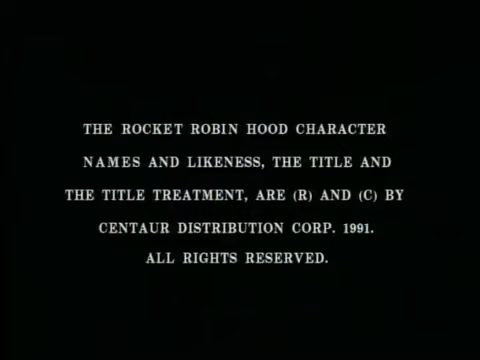 THE ROCKET ROBIN HOOD CHARACTER
NAMES AND LIKENESS, THE TITLE AND
THE TITLE TREATMENT, ARE (R) AND (C) BY
CENTAUR DISTRIBUTION CORP. 1991.
ALL RIGHTS RESERVED.